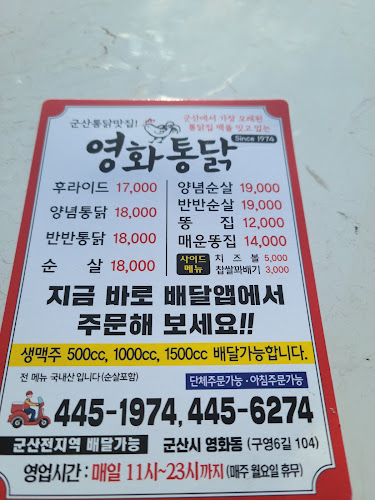 군산통닭맛집!
군산에서 가장 오래된
통닭집 맥을 잇고 있는
Since 1974
영화통닭
후라이드 17,000
양념통닭 18,000
반반통닭 18,000
순살 18,000
양념순살 19,000
반반순살 19,000
똥집 12,000
매운똥집 14,000
사이드
메뉴
치즈볼 5,000
찹쌀꽈배기 3,000
지금 바로 배달앱에서
주문해 보세요!!
생맥주 500cc, 1000cc, 1500cc 배달가능합니다.
전 메뉴 국내산 입니다(순살포함)
단체주문가능·아침주문가능
445-1974, 445-6274
군산전지역 배달가능
군산시 영화동 (구영6길 104)
영업시간 : 매일 11시~23시까지 (매주 월요일 휴무)